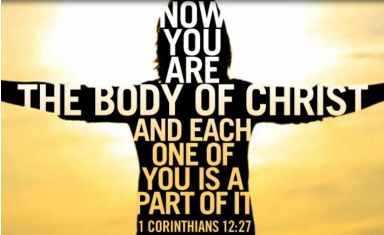 NOW
YOU
ARE
THE BODY OF CHRIST
AND EACH
ONE OF
YOU IS A
PART OF IT
1 CORINTHIANS 12:27